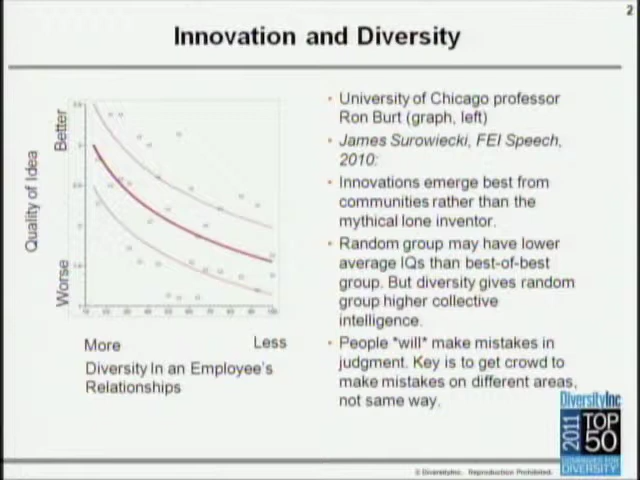 2
Innovation and Diversity
Better
Quality of Idea
Worse
More
Less
Diversity In an Employee's
Relationships
• University of Chicago professor
Ron Burt (graph, left)
• James Surowiecki, FEI Speech,
2010:
• Innovations emerge best from
communities rather than the
mythical lone inventor.
• Random group may have lower
average IQs than best-of-best
group. But diversity gives random
group higher collective
intelligence.
• People *will* make mistakes in
judgment. Key is to get crowd to
make mistakes on different areas,
not same way.
DiversityInc
2011
TOP
50
DIVERSITY
© DiversityInc. Reproduction Prohibited.